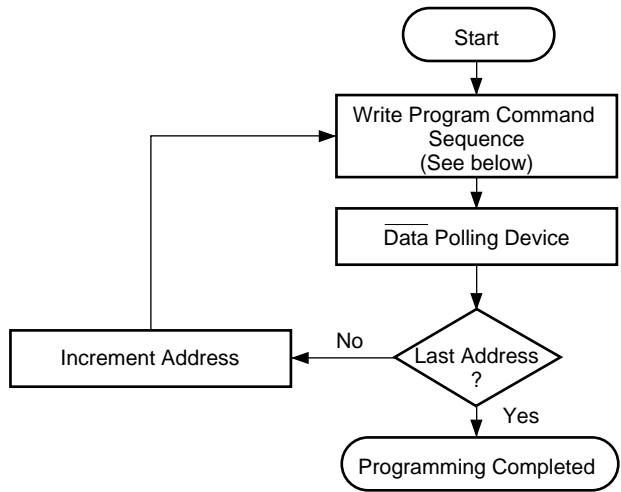 Start
Write Program Command
Sequence
(See below)
Data Polling Device
Last Address
?
No
Increment Address
Yes
Programming Completed